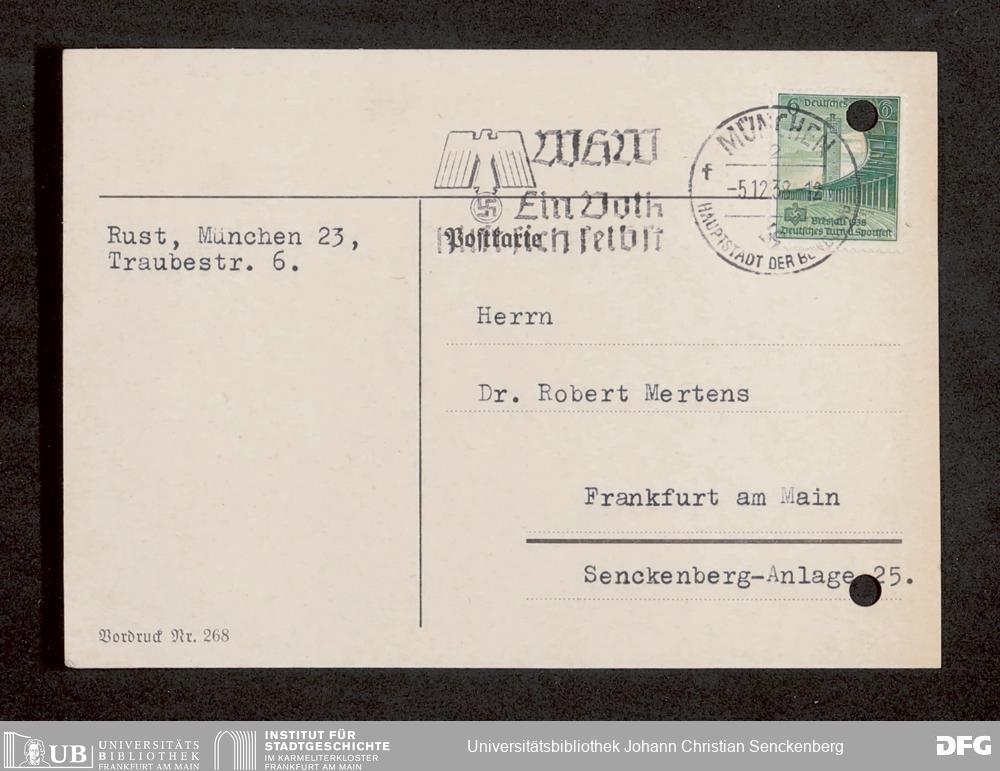 WHW
Ein Volk
hilft sich selbst
MÜNCHEN
2
f
-5.12.38-12
HAUPTSTADT DER BEWEGUNG
6 Deutsches 6
Breslau 1938
Deutsches Turn u Sportfest
Postkarte
Rust, München 23,
Traubestr. 6.
Herrn
Dr. Robert Mertens
Frankfurt am Main
Senckenberg-Anlage 25.
Vordruck Nr. 268
UB UNIVERSITÄTS
BIBLIOTHEK
FRANKFURT AM MAIN
INSTITUT FÜR
STADTGESCHICHTE
IM KARMELITERKLOSTER
FRANKFURT AM MAIN
Universitätsbibliothek Johann Christian Senckenberg
DFG